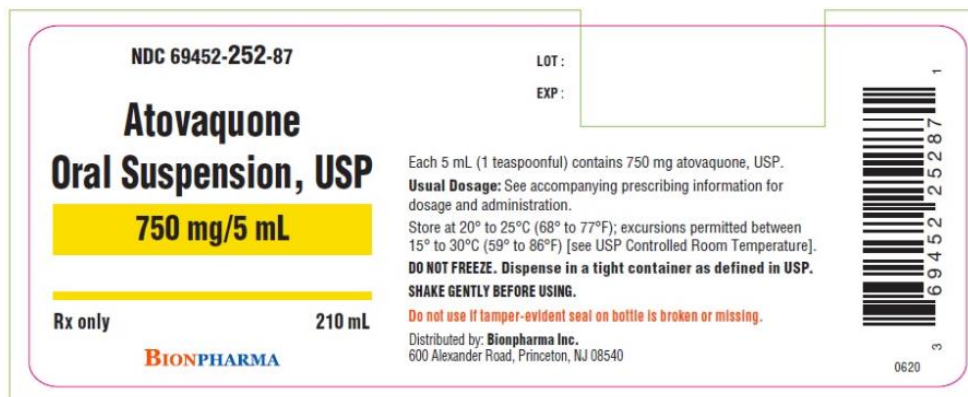 NDC 69452-252-87
Atovaquone
Oral Suspension, USP
750 mg/5 mL
Rx only
210 mL
BIONPHARMA
LOT :
EXP :
Each 5 mL (1 teaspoonful) contains 750 mg atovaquone, USP.
Usual Dosage: See accompanying prescribing information for
dosage and administration.
Store at 20° to 25°C (68° to 77°F); excursions permitted between
15° to 30°C (59° to 86°F) [see USP Controlled Room Temperature].
DO NOT FREEZE. Dispense in a tight container as defined in USP.
SHAKE GENTLY BEFORE USING.
Do not use if tamper-evident seal on bottle is broken or missing.
Distributed by: Bionpharma Inc.
600 Alexander Road, Princeton, NJ 08540
3 69452 25287 1
0620